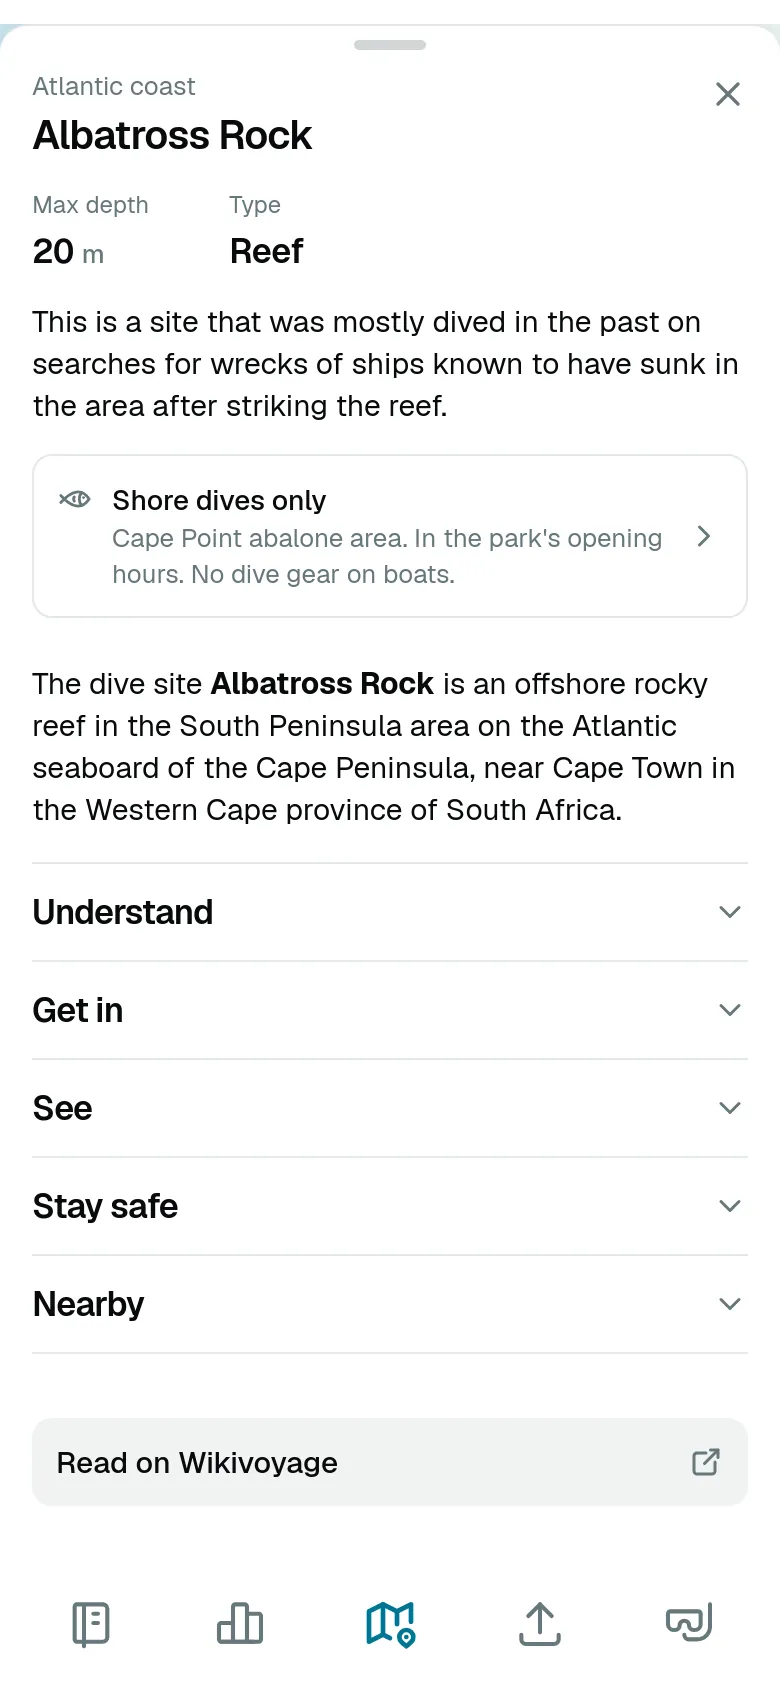 Atlantic coast
Albatross Rock
Max depth
Type
20 m
Reef
This is a site that was mostly dived in the past on
searches for wrecks of ships known to have sunk in
the area after striking the reef.
Shore dives only
Cape Point abalone area. In the park's opening
hours. No dive gear on boats.
The dive site Albatross Rock is an offshore rocky
reef in the South Peninsula area on the Atlantic
seaboard of the Cape Peninsula, near Cape Town in
the Western Cape province of South Africa.
Understand
Get in
See
Stay safe
Nearby
Read on Wikivoyage